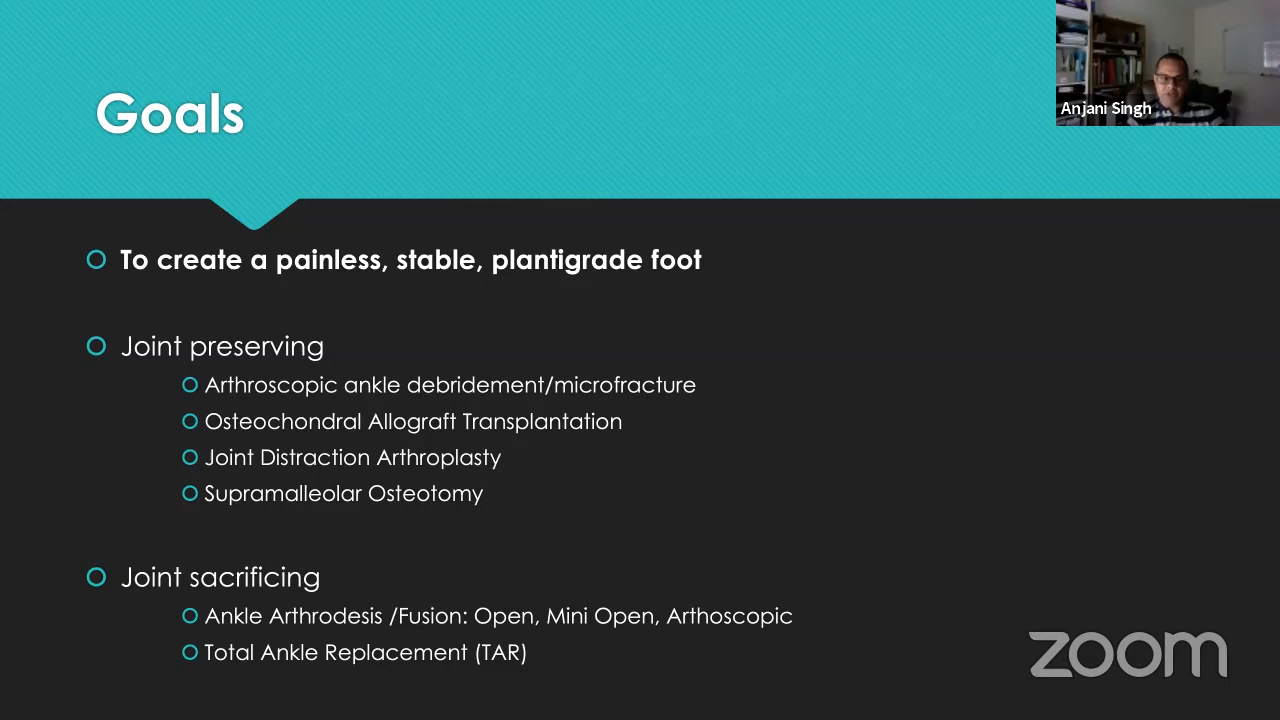 Goals
Anjani Singh
To create a painless, stable, plantigrade foot
Joint preserving
Arthroscopic ankle debridement/microfracture
Osteochondral Allograft Transplantation
Joint Distraction Arthroplasty
Supramalleolar Osteotomy
Joint sacrificing
Ankle Arthrodesis /Fusion: Open, Mini Open, Arthoscopic
Total Ankle Replacement (TAR)
zoom